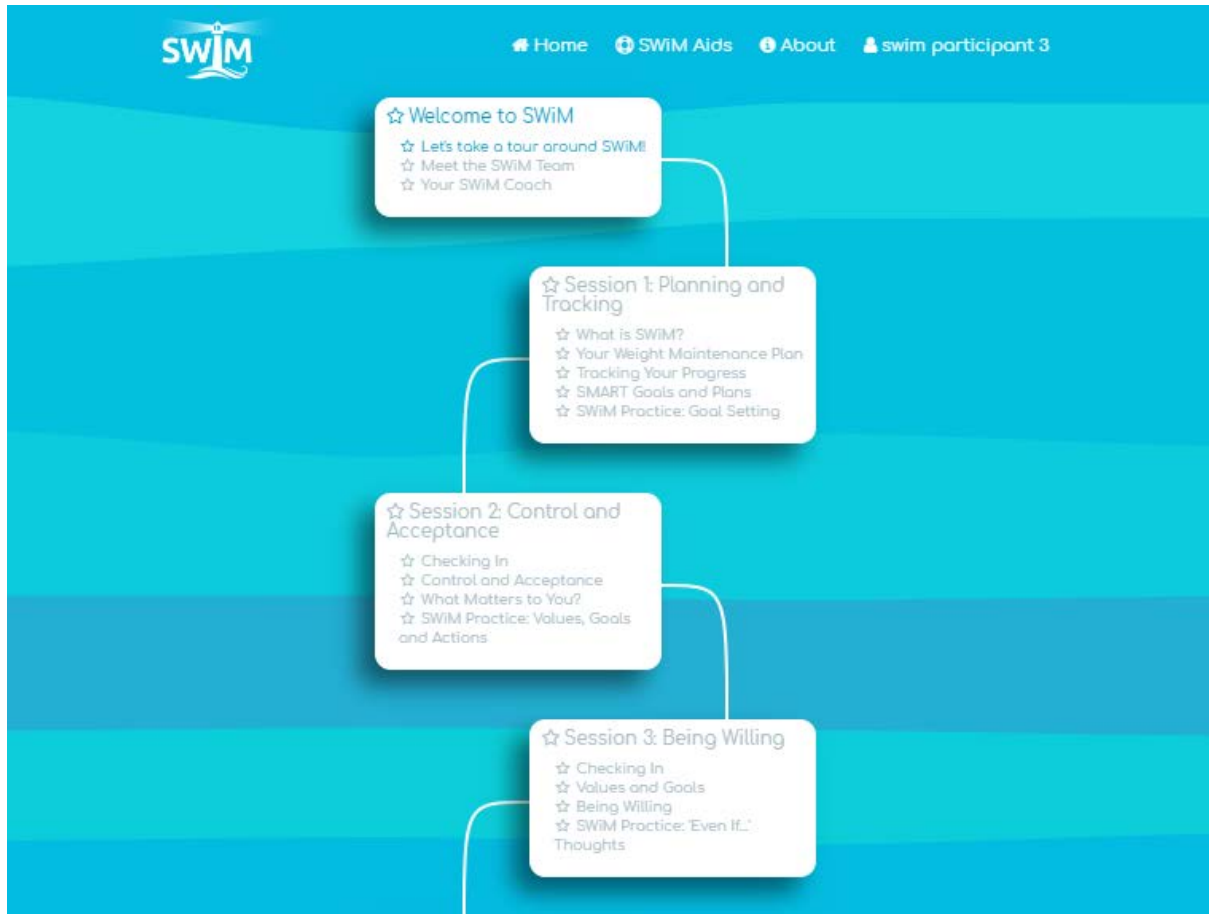 SWiM
Home SWiM Aids About swim participant 3
Welcome to SWiM
Let's take a tour around SWiM!
Meet the SWiM Team
Your SWiM Coach
Session 1: Planning and
Tracking
What is SWiM?
Your Weight Maintenance Plan
Tracking Your Progress
SMART Goals and Plans
SWiM Practice: Goal Setting
Session 2: Control and
Acceptance
Checking In
Control and Acceptance
What Matters to You?
SWiM Practice: Values, Goals
and Actions
Session 3: Being Willing
Checking In
Values and Goals
Being Willing
SWiM Practice: 'Even If...'
Thoughts